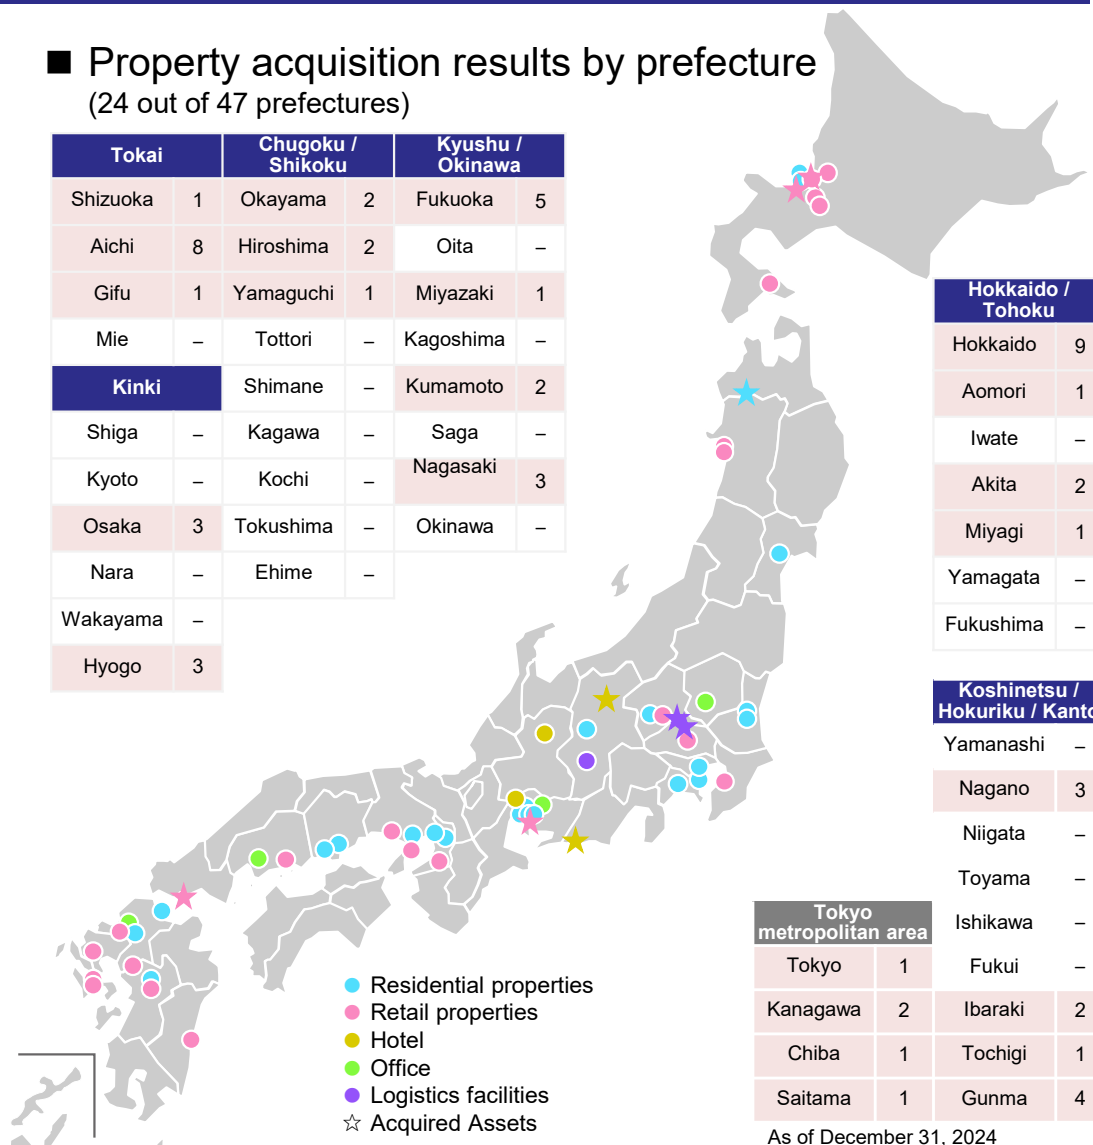 ■ Property acquisition results by prefecture
(24 out of 47 prefectures)
Tokai
Shizuoka 1
Aichi 8
Gifu 1
Mie –
Kinki
Shiga –
Kyoto –
Osaka 3
Nara –
Wakayama –
Hyogo 3
Chugoku /
Shikoku
Okayama 2
Hiroshima 2
Yamaguchi 1
Tottori –
Shimane –
Kagawa –
Kochi –
Tokushima –
Ehime –
Kyushu /
Okinawa
Fukuoka 5
Oita –
Miyazaki 1
Kagoshima –
Kumamoto 2
Saga –
Nagasaki 3
Okinawa –
Hokkaido /
Tohoku
Hokkaido 9
Aomori 1
Iwate –
Akita 2
Miyagi 1
Yamagata –
Fukushima –
Koshinetsu /
Hokuriku / Kanto
Yamanashi –
Nagano 3
Niigata –
Toyama –
Ishikawa –
Fukui –
Ibaraki 2
Tochigi 1
Gunma 4
Tokyo
metropolitan area
Tokyo 1
Kanagawa 2
Chiba 1
Saitama 1
Residential properties
Retail properties
Hotel
Office
Logistics facilities
☆ Acquired Assets
As of December 31, 2024